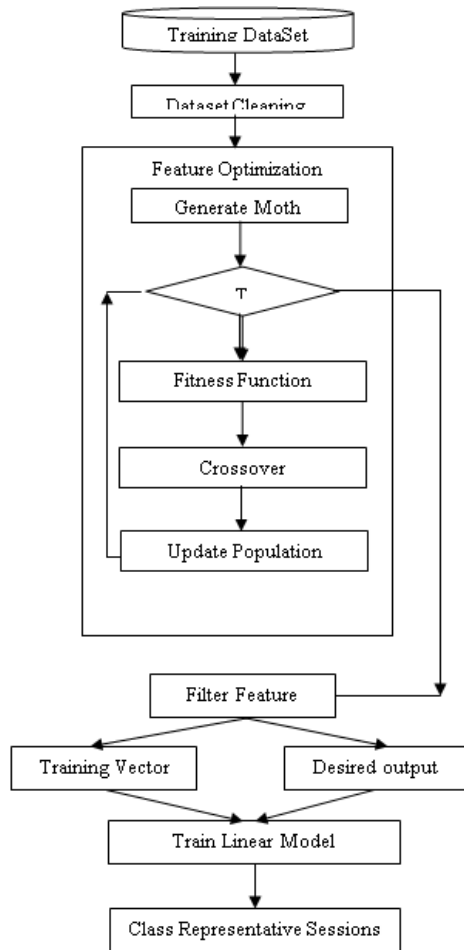 Training DataSet
Dataset Cleaning
Feature Optimization
Generate Moth
T
Fitness Function
Crossover
Update Population
Filter Feature
Training Vector
Desired output
Train Linear Model
Class Representative Sessions